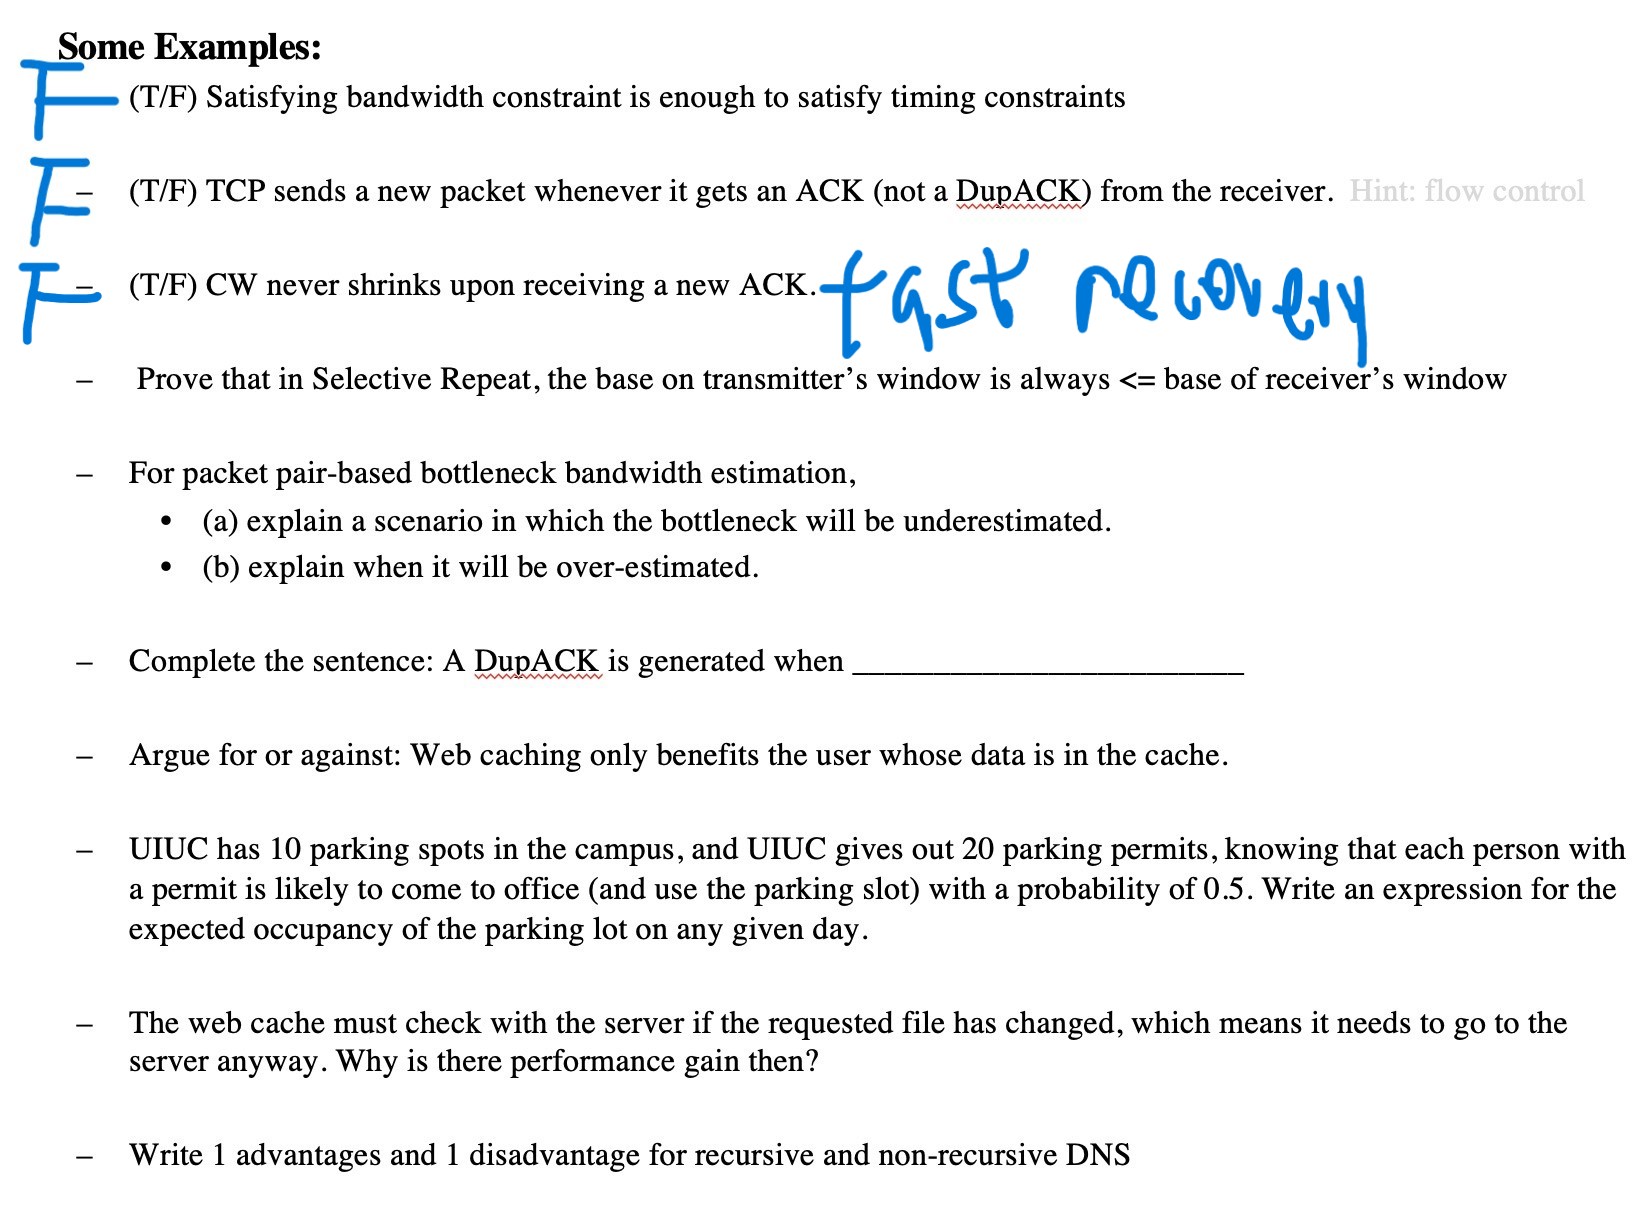 Some Examples:
F – (T/F) Satisfying bandwidth constraint is enough to satisfy timing constraints
F – (T/F) TCP sends a new packet whenever it gets an ACK (not a DupACK) from the receiver. Hint: flow control
F – (T/F) CW never shrinks upon receiving a new ACK. fast recovery
– Prove that in Selective Repeat, the base on transmitter’s window is always <= base of receiver’s window
– For packet pair-based bottleneck bandwidth estimation,
• (a) explain a scenario in which the bottleneck will be underestimated.
• (b) explain when it will be over-estimated.
– Complete the sentence: A DupACK is generated when ________________________
– Argue for or against: Web caching only benefits the user whose data is in the cache.
– UIUC has 10 parking spots in the campus, and UIUC gives out 20 parking permits, knowing that each person with
a permit is likely to come to office (and use the parking slot) with a probability of 0.5. Write an expression for the
expected occupancy of the parking lot on any given day.
– The web cache must check with the server if the requested file has changed, which means it needs to go to the
server anyway. Why is there performance gain then?
– Write 1 advantages and 1 disadvantage for recursive and non-recursive DNS